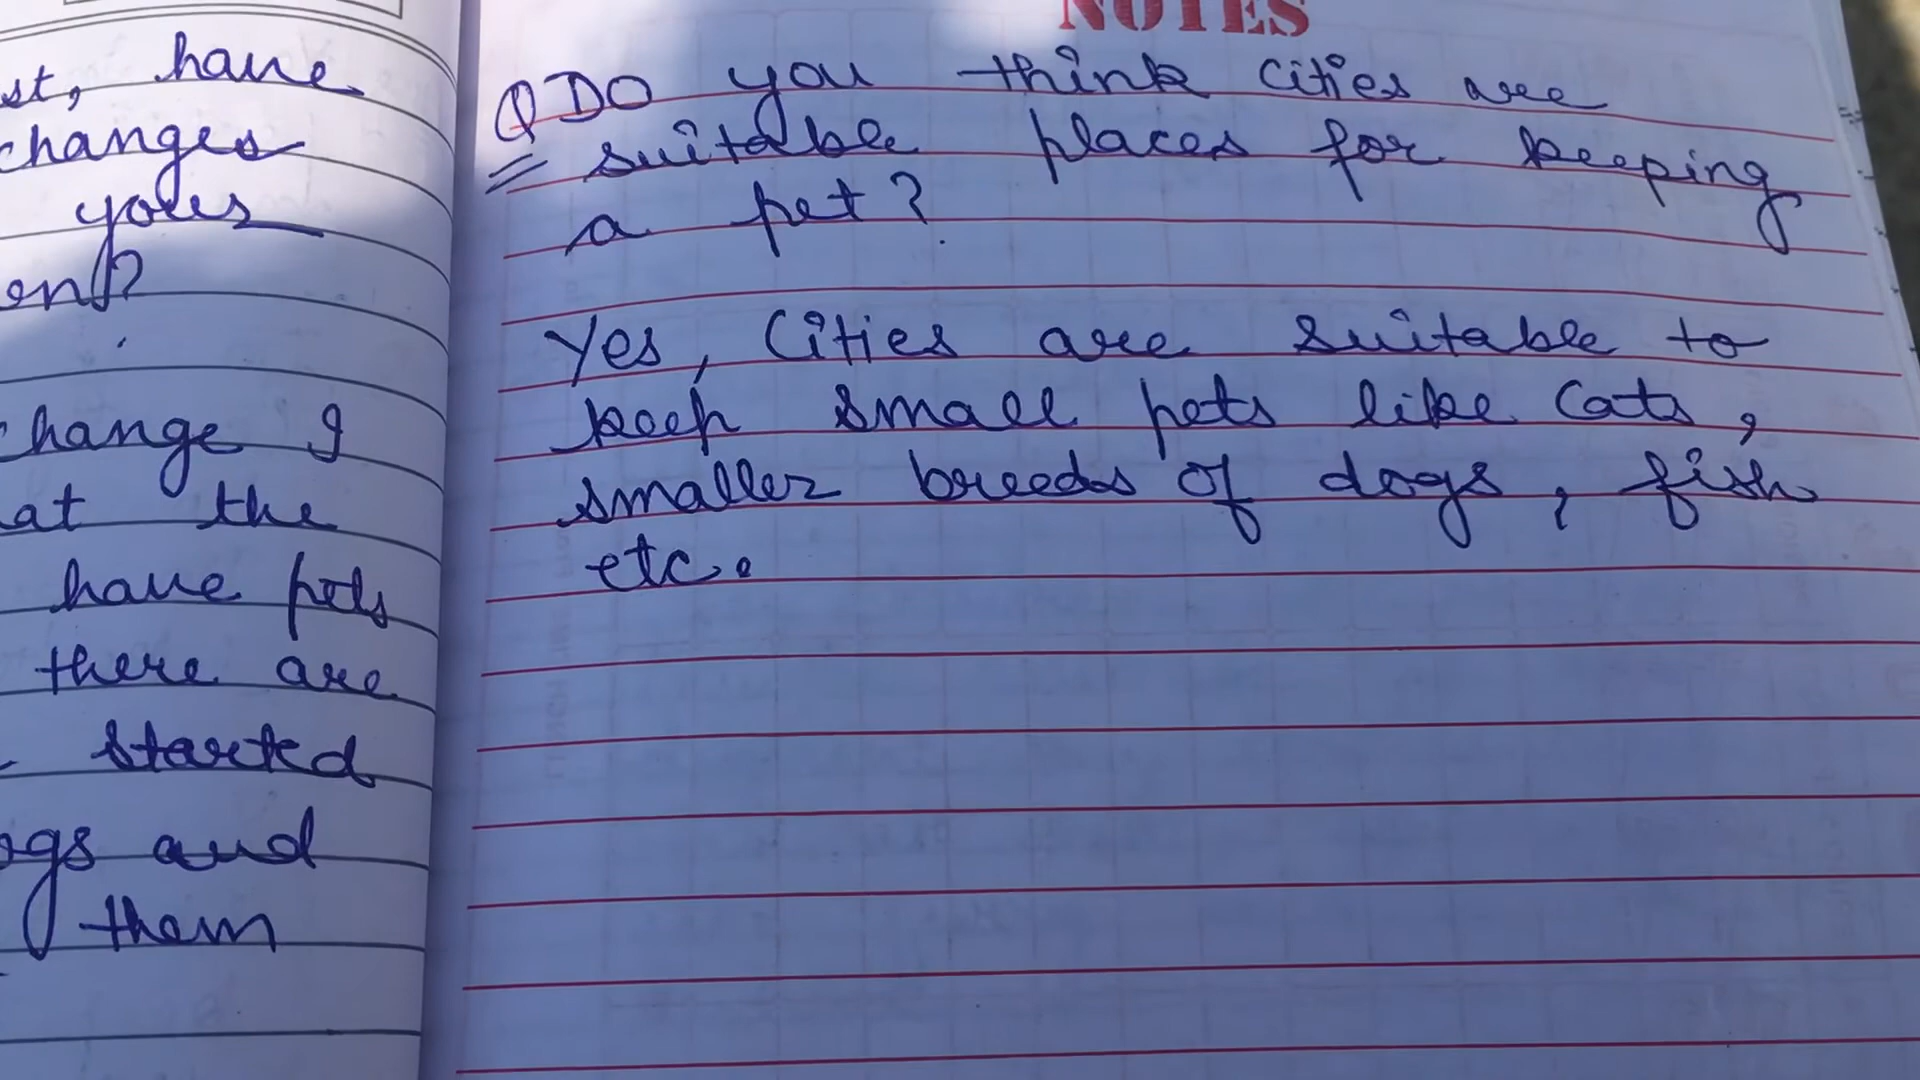 st, have
changes
yours
en?
change I
at the
have pets
there are
started
ogs and
them
NOTES
Q Do you think cities are
suitable places for keeping
a pet?
Yes, Cities are suitable to
keep small pets like Cats,
smaller breeds of dogs, fish
etc.